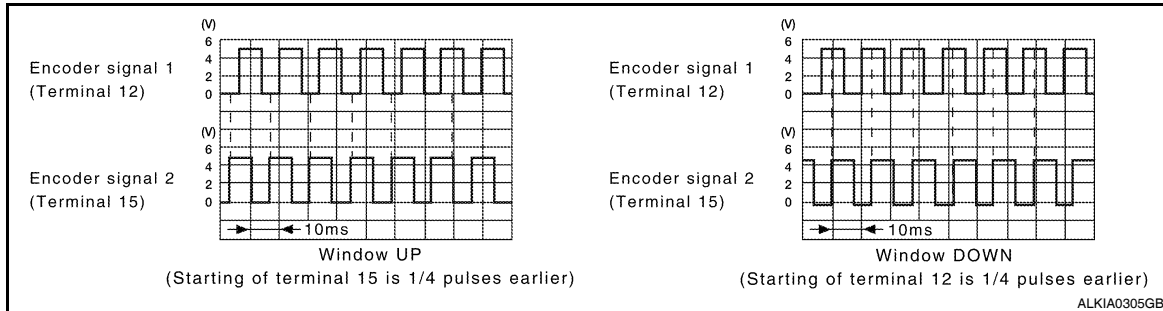 (V)
6
4
2
0
Encoder signal 1
(Terminal 12)
(V)
6
4
2
0
Encoder signal 2
(Terminal 15)
10ms
Window UP
(Starting of terminal 15 is 1/4 pulses earlier)
(V)
6
4
2
0
Encoder signal 1
(Terminal 12)
(V)
6
4
2
0
Encoder signal 2
(Terminal 15)
10ms
Window DOWN
(Starting of terminal 12 is 1/4 pulses earlier)
ALKIA0305GB